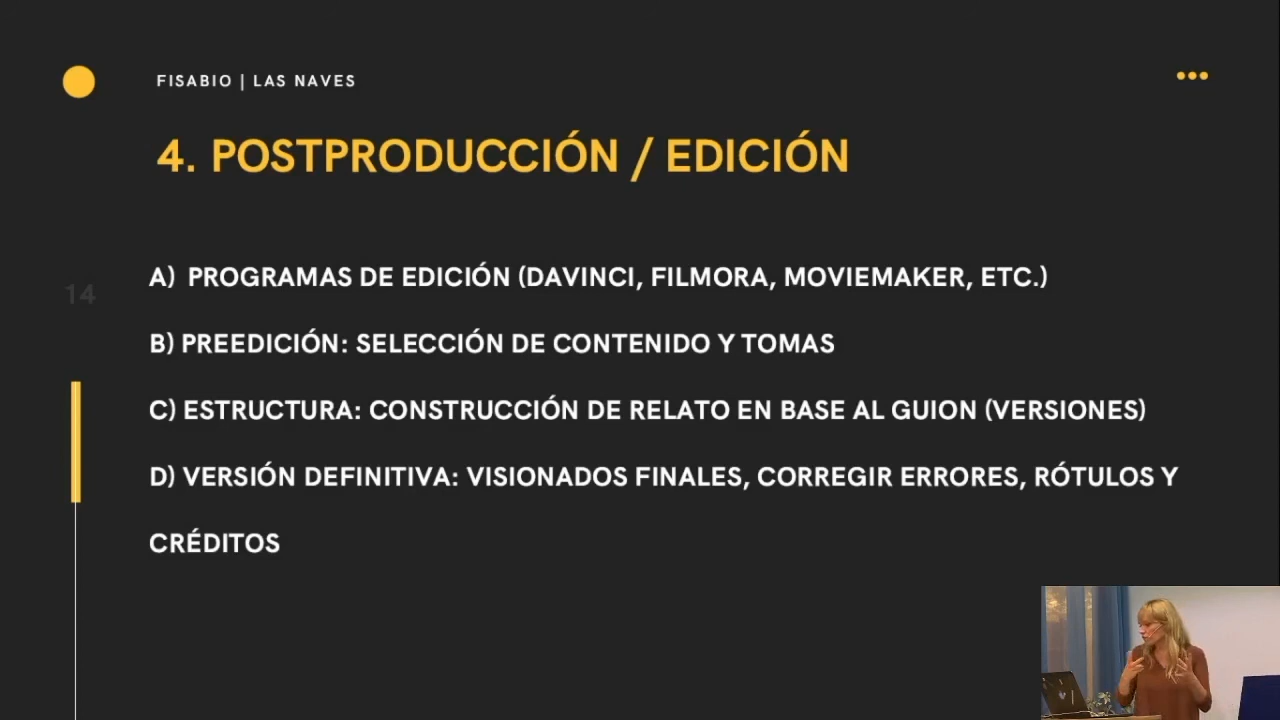 FISABIO | LAS NAVES
4. POSTPRODUCCIÓN / EDICIÓN
A) PROGRAMAS DE EDICIÓN (DAVINCI, FILMORA, MOVIEMAKER, ETC.)
14
B) PREEDICIÓN: SELECCIÓN DE CONTENIDO Y TOMAS
C) ESTRUCTURA: CONSTRUCCIÓN DE RELATO EN BASE AL GUION (VERSIONES)
D) VERSIÓN DEFINITIVA: VISIONADOS FINALES, CORREGIR ERRORES, RÓTULOS Y
CRÉDITOS